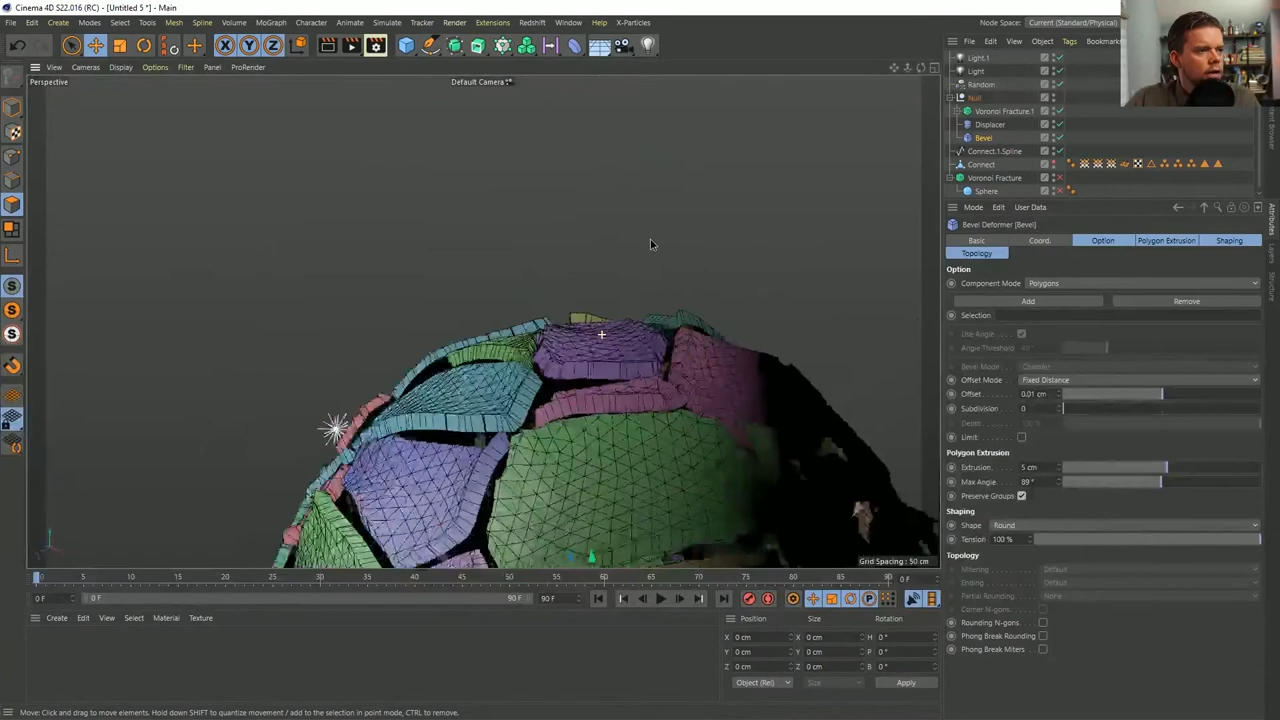 Cinema 4D S22.016 (RC) - [Untitled 5 *] - Main
File Edit Create Modes Select Tools Mesh Spline Volume MoGraph Character Animate Simulate Tracker Render Extensions Redshift Window Help X-Particles
Node Space: Current (Standard/Physical)
View Cameras Display Options Filter Panel ProRender
File Edit View Object Tags Bookmarks
Perspective
Default Camera
Light.1
Light
Random
Null
Voronoi Fracture.1
Displacer
Bevel
Connect.1.Spline
Connect
Voronoi Fracture
Sphere
Mode Edit User Data
Bevel Deformer [Bevel]
Basic Coord. Option Polygon Extrusion Shaping
Topology
Option
Component Mode Polygons
Add Remove
Selection
Use Angle
Angle Threshold
Bevel Mode Chamfer
Offset Mode Fixed Distance
Offset 0.01 cm
Subdivision 0
Depth 100 %
Limit
Polygon Extrusion
Extrusion 5 cm
Max Angle 89 °
Preserve Groups
Shaping
Shape Round
Tension 100 %
Topology
Mitering Default
Ending Default
Partial Rounding None
Corner N-gons
Rounding N-gons
Phong Break Rounding
Phong Break Miters
Attributes
Layers
Structure
Grid Spacing : 50 cm
0 5 10 15 20 25 30 35 40 45 50 55 60 65 70 75 80 85 90 0 F
0 F 0 F 90 F 90 F
Create Edit View Select Material Texture
Position Size Rotation
X 0 cm X 0 cm H 0 °
Y 0 cm Y 0 cm P 0 °
Z 0 cm Z 0 cm B 0 °
Object (Rel) Size Apply
Move: Click and drag to move elements. Hold down SHIFT to quantize movement / add to the selection in point mode, CTRL to remove.